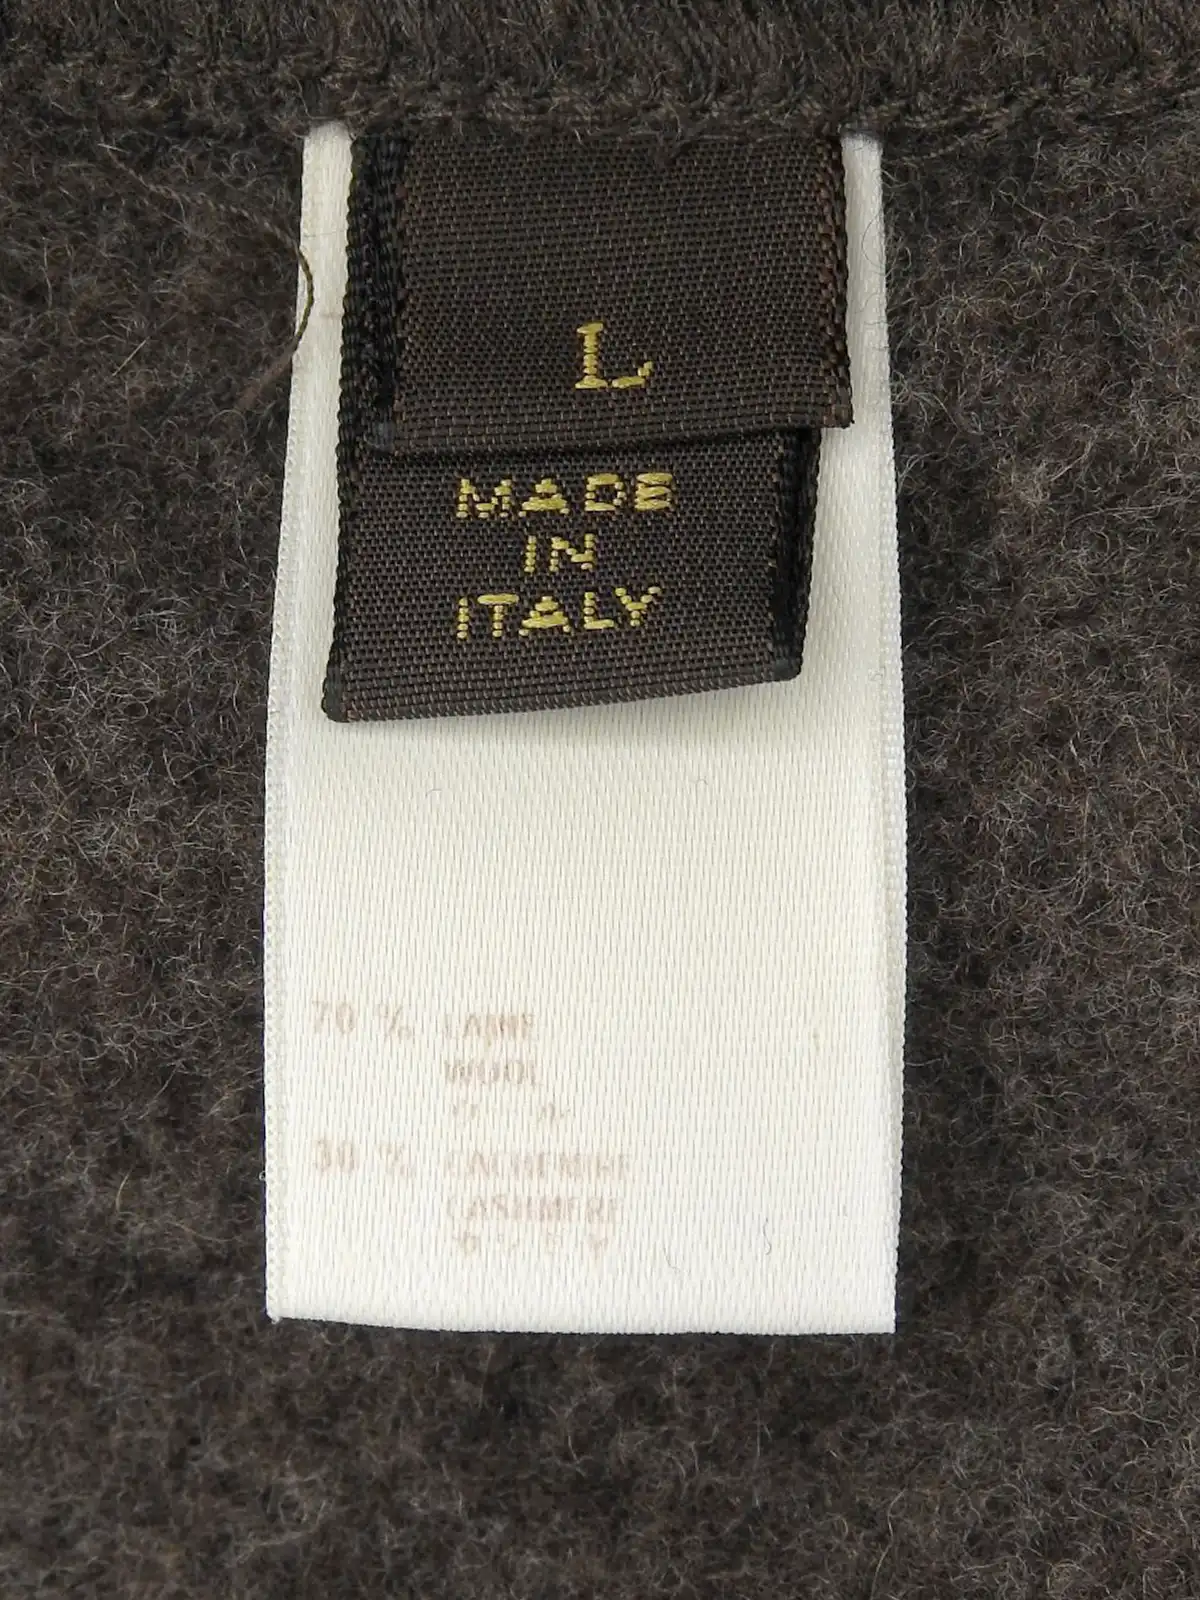 L
MADE
IN
ITALY
70 % LAINE
WOOL
30 % CACHEMIRE
CASHMERE